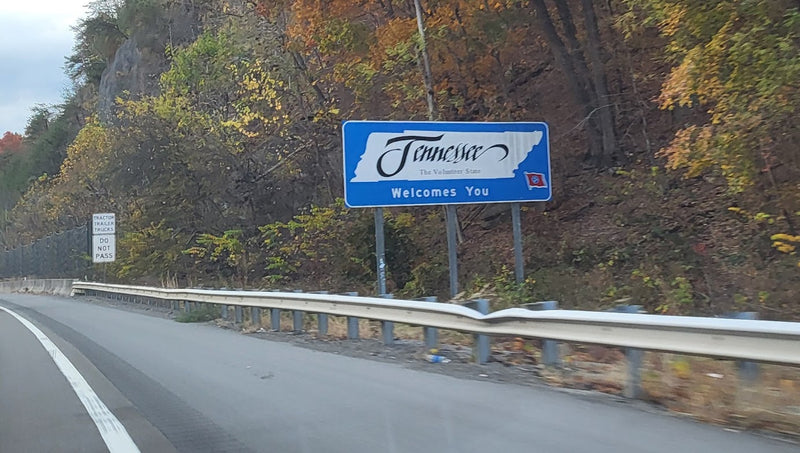 TRACTOR
TRAILER
TRUCKS
DO
NOT
PASS
Tennessee
The Volunteer State
Welcomes You